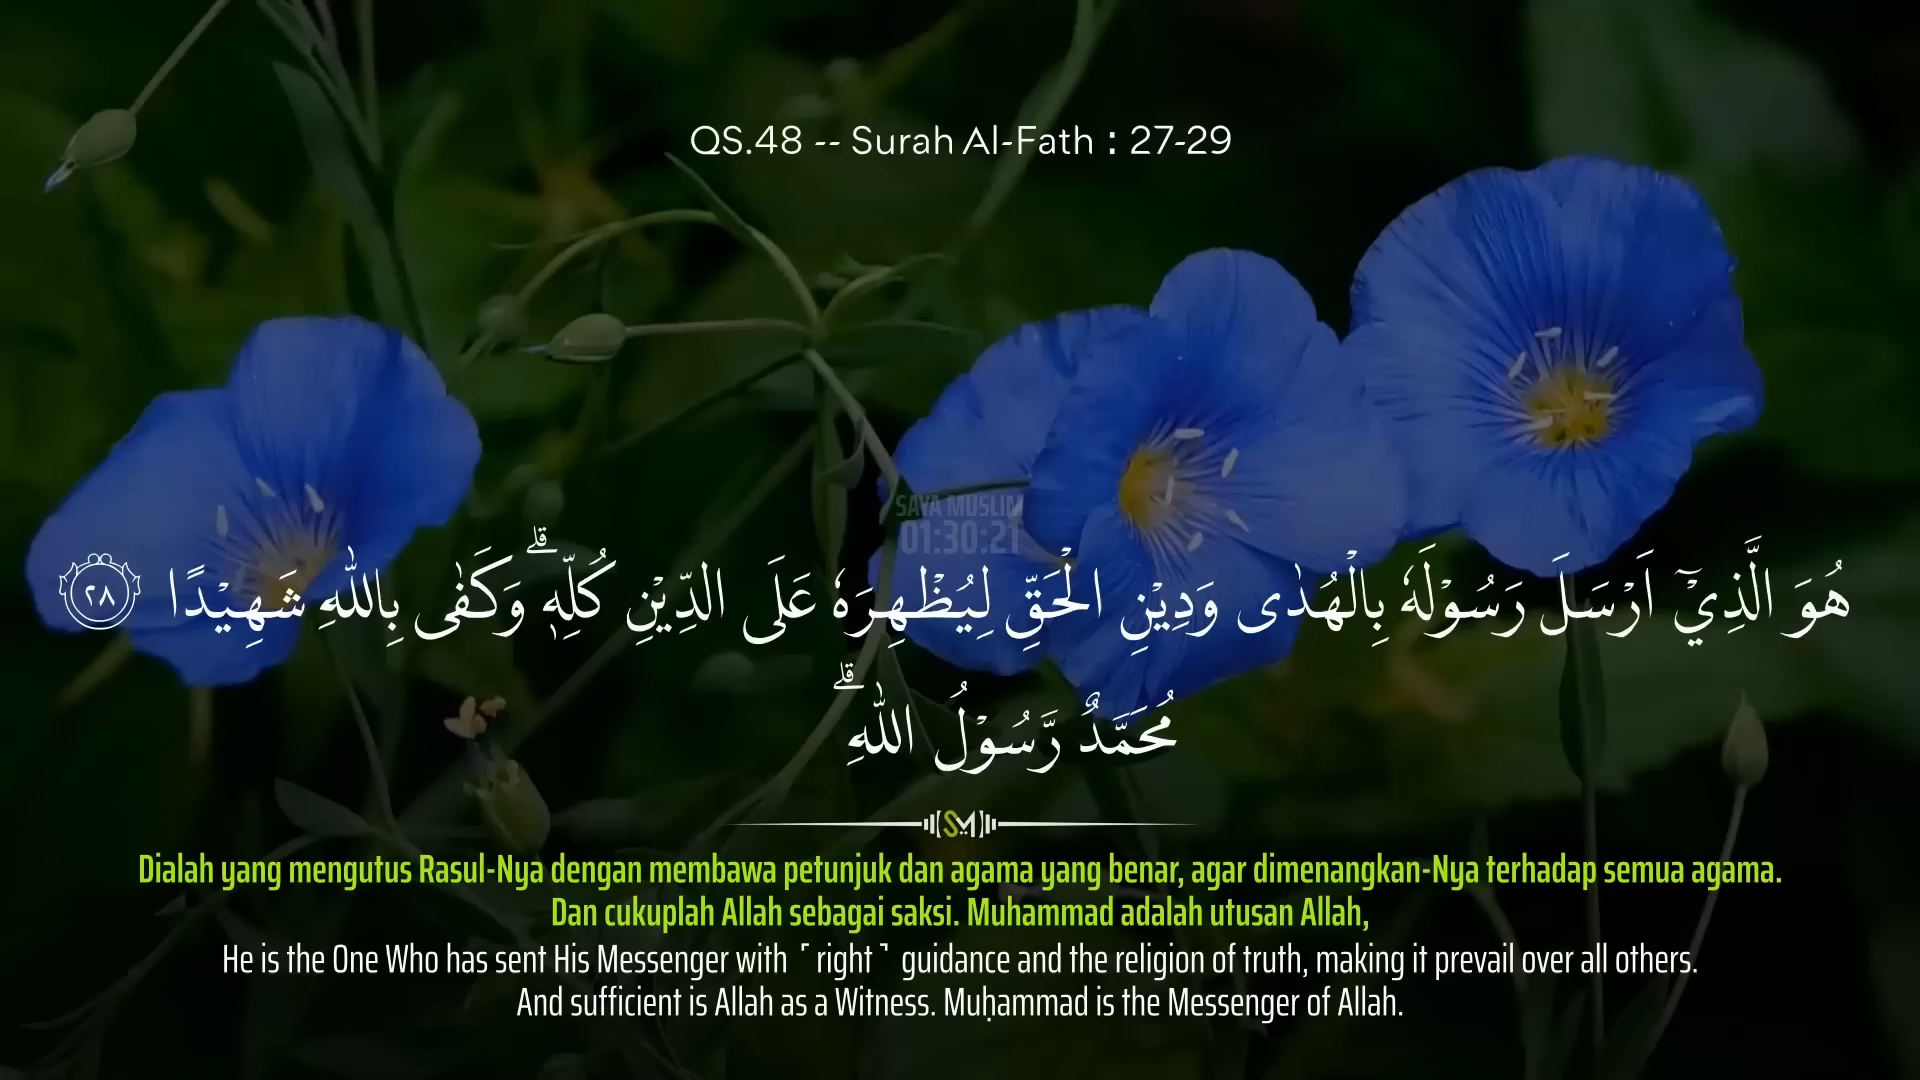 QS.48 -- Surah Al-Fath : 27-29
SAYA MUSLIM
01:30:21
هُوَ الَّذِيْٓ اَرْسَلَ رَسُوْلَهٗ بِالْهُدٰى وَدِيْنِ الْحَقِّ لِيُظْهِرَهٗ عَلَى الدِّيْنِ كُلِّهٖۗ وَكَفٰى بِاللّٰهِ شَهِيْدًا ٢٨
مُحَمَّدٌ رَّسُوْلُ اللّٰهِۗ
SM
Dialah yang mengutus Rasul-Nya dengan membawa petunjuk dan agama yang benar, agar dimenangkan-Nya terhadap semua agama.
Dan cukuplah Allah sebagai saksi. Muhammad adalah utusan Allah,
He is the One Who has sent His Messenger with ˹right˺ guidance and the religion of truth, making it prevail over all others.
And sufficient is Allah as a Witness. Muḥammad is the Messenger of Allah.